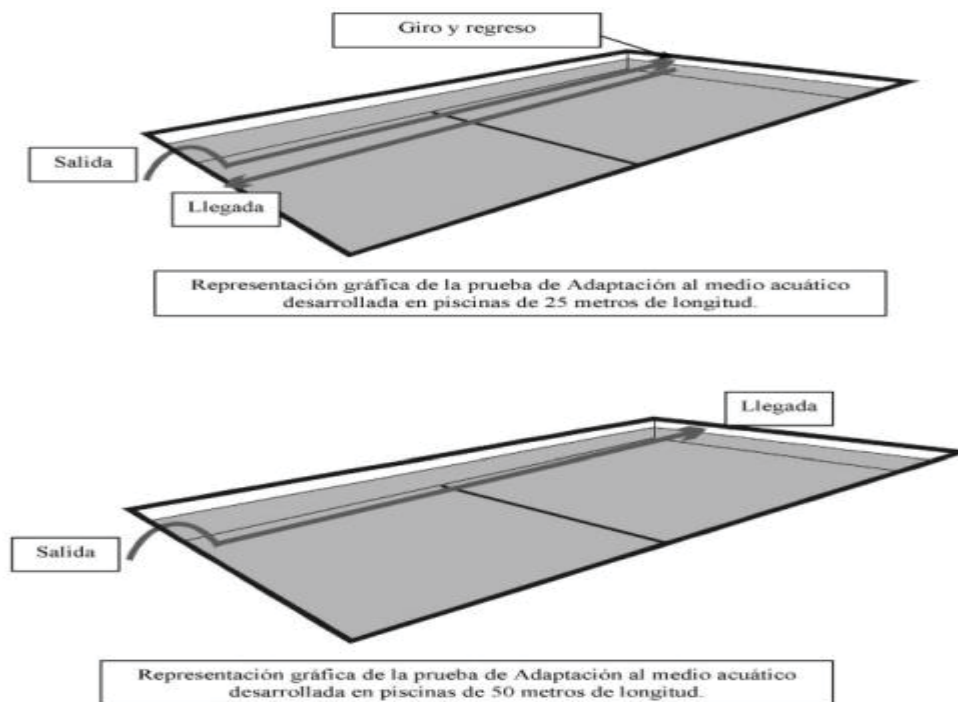 Giro y regreso
Salida
Llegada
Representación gráfica de la prueba de Adaptación al medio acuático
desarrollada en piscinas de 25 metros de longitud.
Llegada
Salida
Representación gráfica de la prueba de Adaptación al medio acuático
desarrollada en piscinas de 50 metros de longitud.